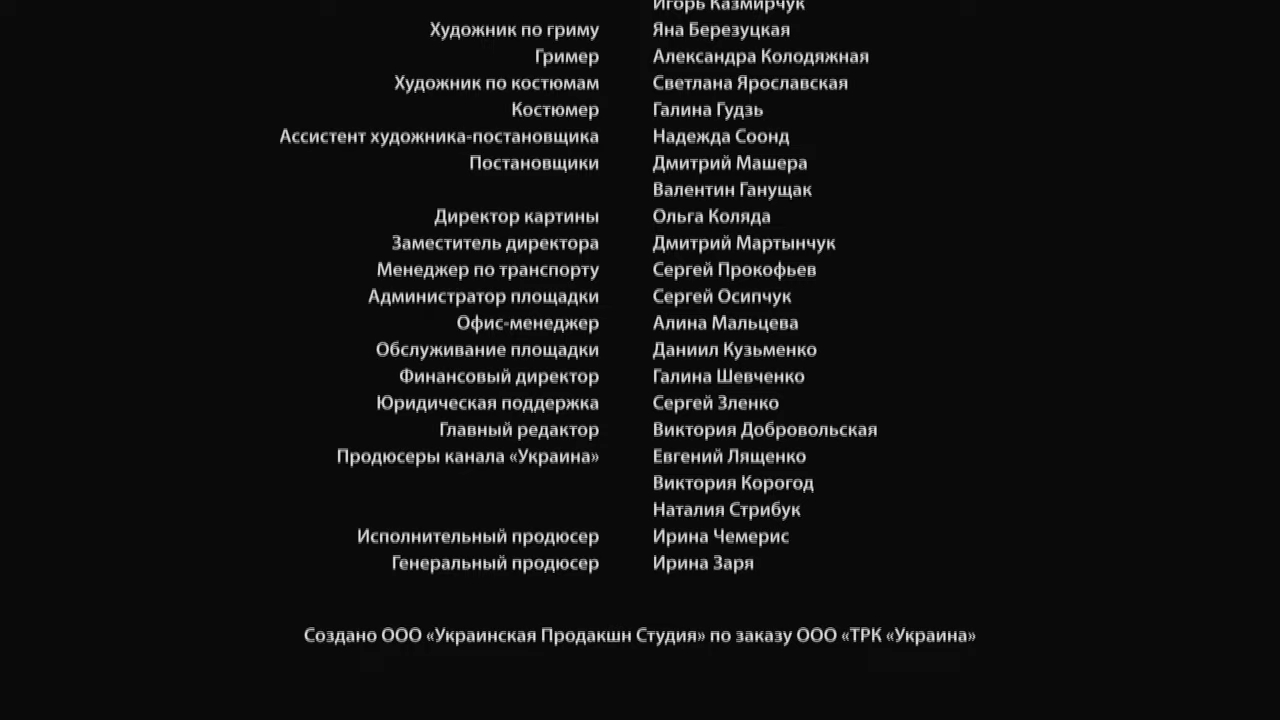 Игорь Казмирчук
Художник по гриму Яна Березуцкая
Гример Александра Колодяжная
Художник по костюмам Светлана Ярославская
Костюмер Галина Гудзь
Ассистент художника-постановщика Надежда Соонд
Постановщики Дмитрий Машера
Валентин Ганущак
Директор картины Ольга Коляда
Заместитель директора Дмитрий Мартынчук
Менеджер по транспорту Сергей Прокофьев
Администратор площадки Сергей Осипчук
Офис-менеджер Алина Мальцева
Обслуживание площадки Даниил Кузьменко
Финансовый директор Галина Шевченко
Юридическая поддержка Сергей Зленко
Главный редактор Виктория Добровольская
Продюсеры канала «Украина» Евгений Лященко
Виктория Корогод
Наталия Стрибук
Исполнительный продюсер Ирина Чемерис
Генеральный продюсер Ирина Заря
Создано ООО «Украинская Продакшн Студия» по заказу ООО «ТРК «Украина»